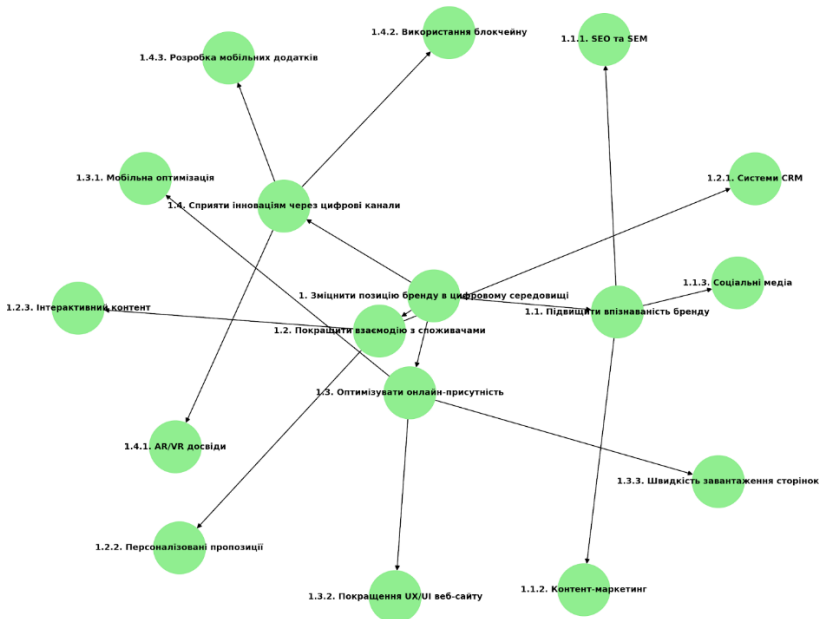 1.4.2. Використання блокчейну
1.1.1. SEO та SEM
1.4.3. Розробка мобільних додатків
1.3.1. Мобільна оптимізація
1.2.1. Системи CRM
1.4. Сприяти інноваціям через цифрові канали
1.1.3. Соціальні медіа
1. Зміцнити позицію бренду в цифровому середовищі
1.2.3. Інтерактивний контент
1.1. Підвищити впізнаваність бренду
1.2. Покращити взаємодію з споживачами
1.3. Оптимізувати онлайн-присутність
1.4.1. AR/VR досвіди
1.3.3. Швидкість завантаження сторінок
1.2.2. Персоналізовані пропозиції
1.1.2. Контент-маркетинг
1.3.2. Покращення UX/UI веб-сайту